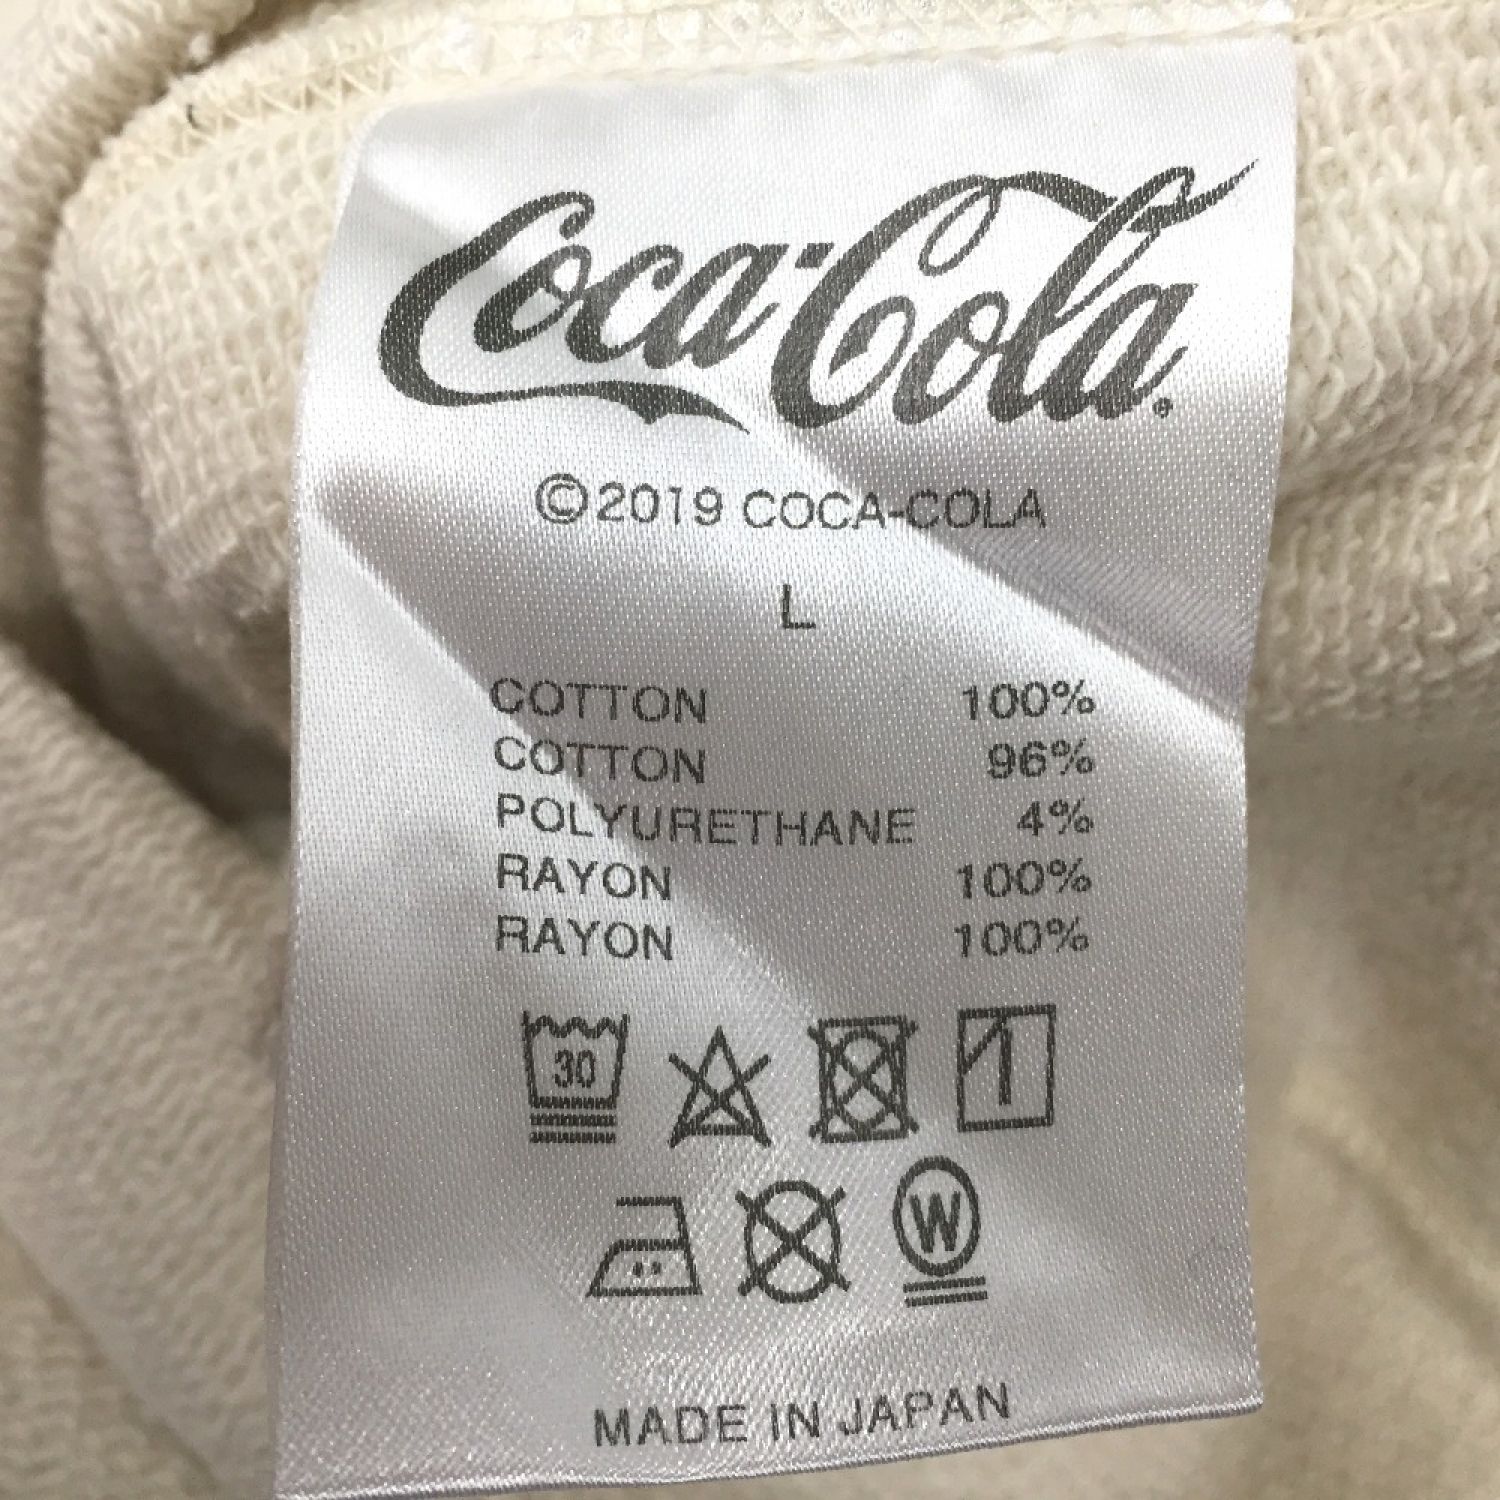 Coca-Cola®
©2019 COCA-COLA
L
COTTON 100%
COTTON 96%
POLYURETHANE 4%
RAYON 100%
RAYON 100%
30
W
MADE IN JAPAN